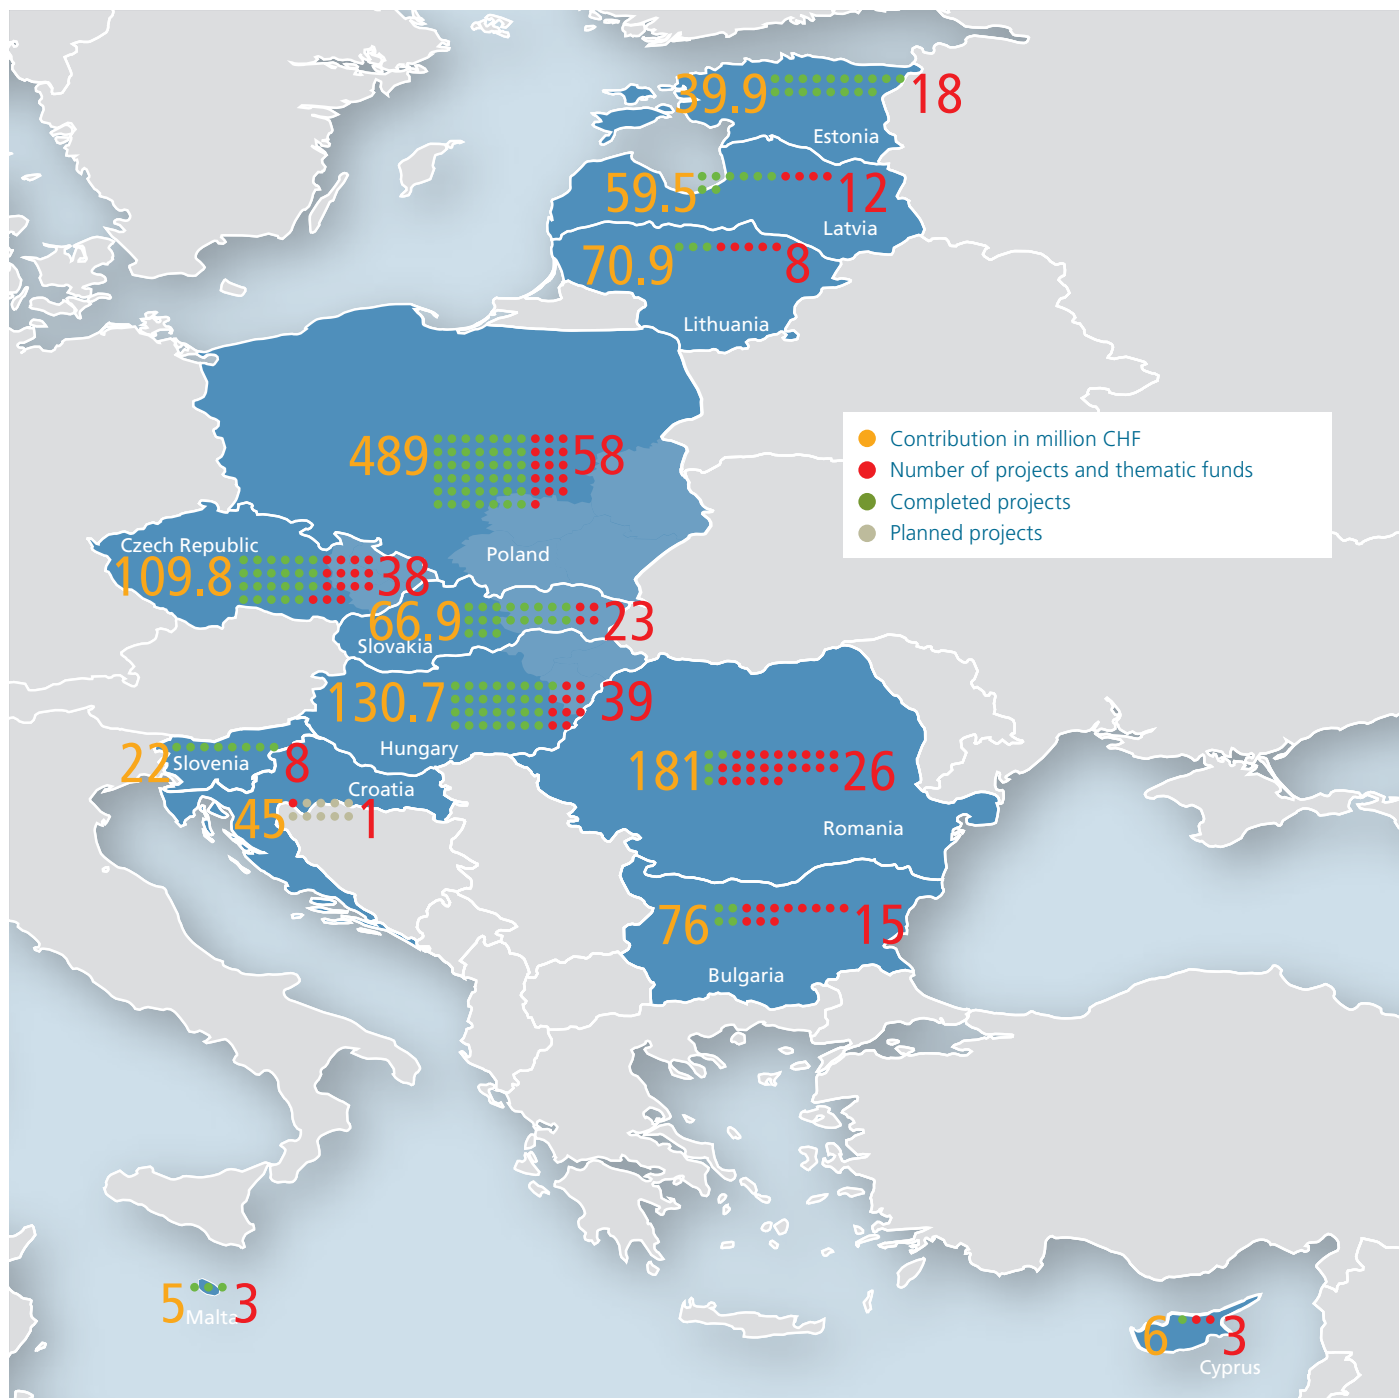 39.9 18
Estonia
59.5 12
Latvia
70.9 8
Lithuania
489 58
Poland
Contribution in million CHF
Number of projects and thematic funds
Completed projects
Planned projects
Czech Republic
109.8 38
66.9 23
Slovakia
130.7 39
Hungary
22 8
Slovenia
Croatia
45 1
181 26
Romania
76 15
Bulgaria
5 3
Malta
6 3
Cyprus